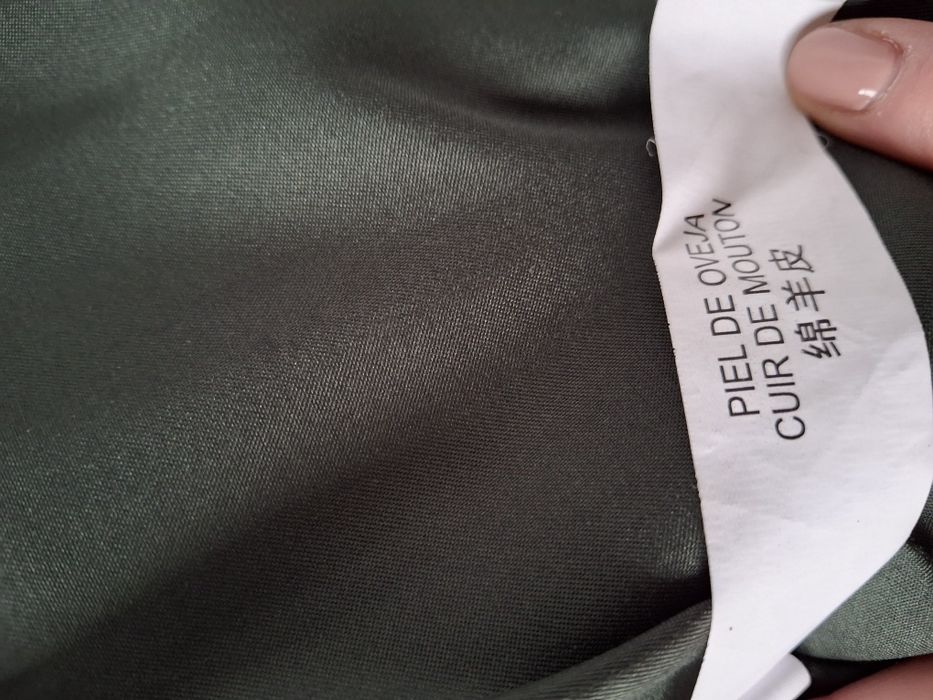 PIEL DE OVEJA
CUIR DE MOUTON
绵羊皮